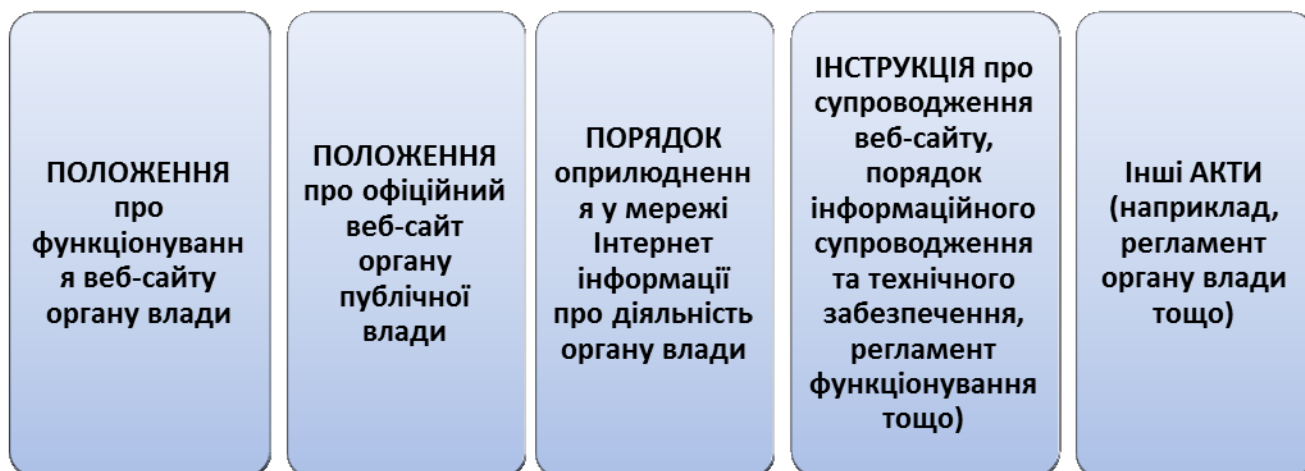 ПОЛОЖЕННЯ
про
функціонуванн
я веб-сайту
органу влади
ПОЛОЖЕННЯ
про офіційний
веб-сайт
органу
публічної
влади
ПОРЯДОК
оприлюдненн
я у мережі
Інтернет
інформації
про діяльність
органу влади
ІНСТРУКЦІЯ про
супроводження
веб-сайту,
порядок
інформаційного
супроводження
та технічного
забезпечення,
регламент
функціонування
тощо)
Інші АКТИ
(наприклад,
регламент
органу влади
тощо)